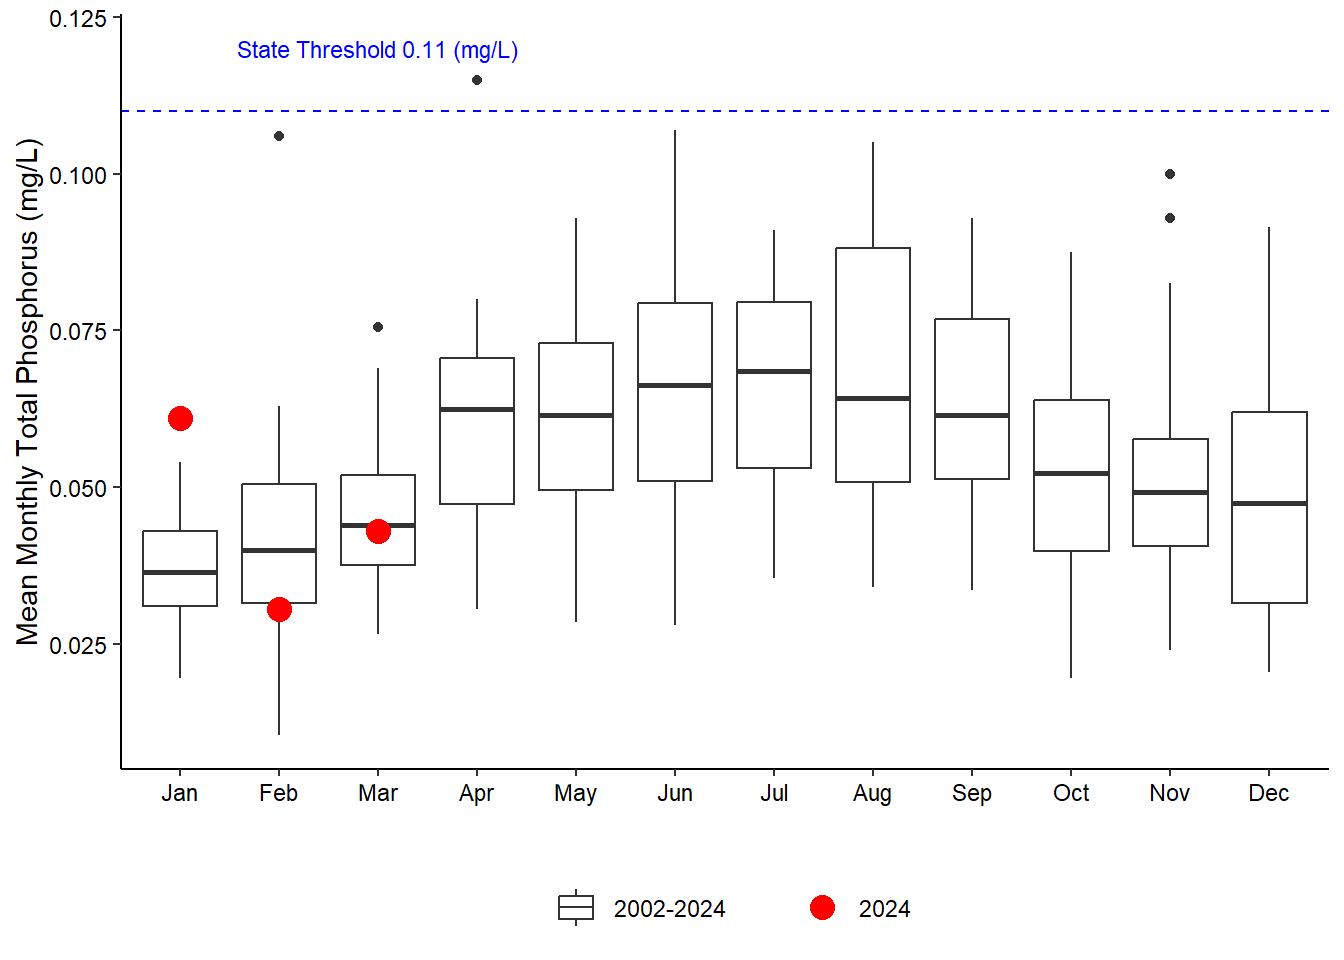 0.125
State Threshold 0.11 (mg/L)
0.100
0.075
0.050
0.025
Mean Monthly Total Phosphorus (mg/L)
Jan Feb Mar Apr May Jun Jul Aug Sep Oct Nov Dec
2002-2024 2024